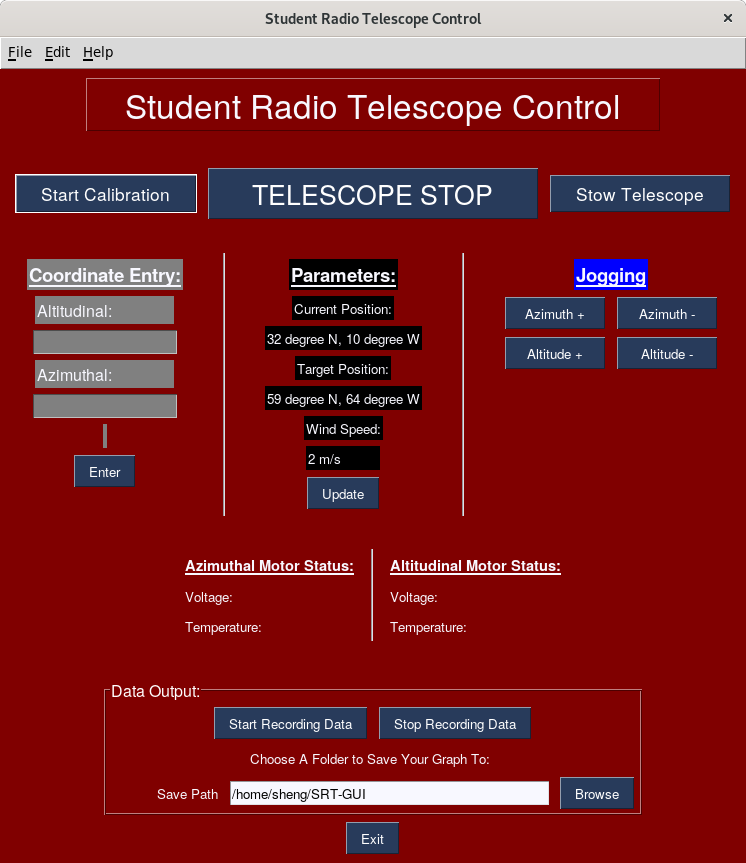 Student Radio Telescope Control
File Edit Help
Student Radio Telescope Control
Start Calibration
TELESCOPE STOP
Stow Telescope
Coordinate Entry:
Altitudinal:
Azimuthal:
Enter
Parameters:
Current Position:
32 degree N, 10 degree W
Target Position:
59 degree N, 64 degree W
Wind Speed:
2 m/s
Update
Jogging
Azimuth + Azimuth -
Altitude + Altitude -
Azimuthal Motor Status:
Voltage:
Temperature:
Altitudinal Motor Status:
Voltage:
Temperature:
Data Output:
Start Recording Data Stop Recording Data
Choose A Folder to Save Your Graph To:
Save Path /home/sheng/SRT-GUI Browse
Exit